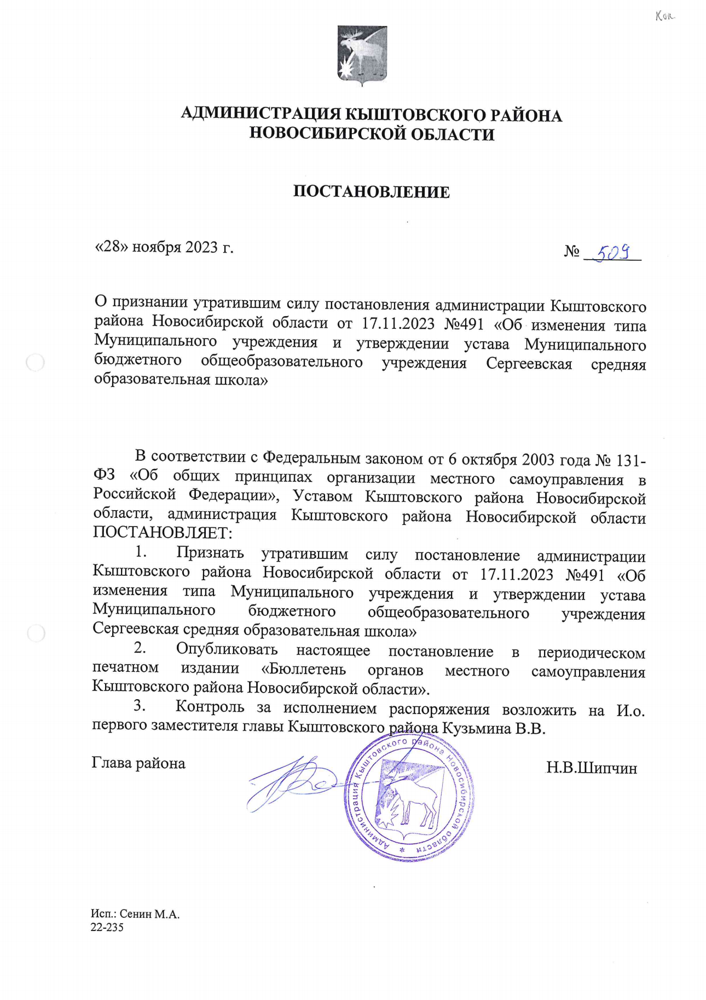 Коп
АДМИНИСТРАЦИЯ КЫШТОВСКОГО РАЙОНА
НОВОСИБИРСКОЙ ОБЛАСТИ
ПОСТАНОВЛЕНИЕ
«28» ноября 2023 г. № 509
О признании утратившим силу постановления администрации Кыштовского
района Новосибирской области от 17.11.2023 №491 «Об изменения типа
Муниципального учреждения и утверждении устава Муниципального
бюджетного общеобразовательного учреждения Сергеевская средняя
образовательная школа»
В соответствии с Федеральным законом от 6 октября 2003 года № 131-
ФЗ «Об общих принципах организации местного самоуправления в
Российской Федерации», Уставом Кыштовского района Новосибирской
области, администрация Кыштовского района Новосибирской области
ПОСТАНОВЛЯЕТ:
1. Признать утратившим силу постановление администрации
Кыштовского района Новосибирской области от 17.11.2023 №491 «Об
изменения типа Муниципального учреждения и утверждении устава
Муниципального бюджетного общеобразовательного учреждения
Сергеевская средняя образовательная школа»
2. Опубликовать настоящее постановление в периодическом
печатном издании «Бюллетень органов местного самоуправления
Кыштовского района Новосибирской области».
3. Контроль за исполнением распоряжения возложить на И.о.
первого заместителя главы Кыштовского района Кузьмина В.В.
Глава района Н.В.Шипчин
Администрация Кыштовского района Новосибирской области *
Исп.: Сенин М.А.
22-235